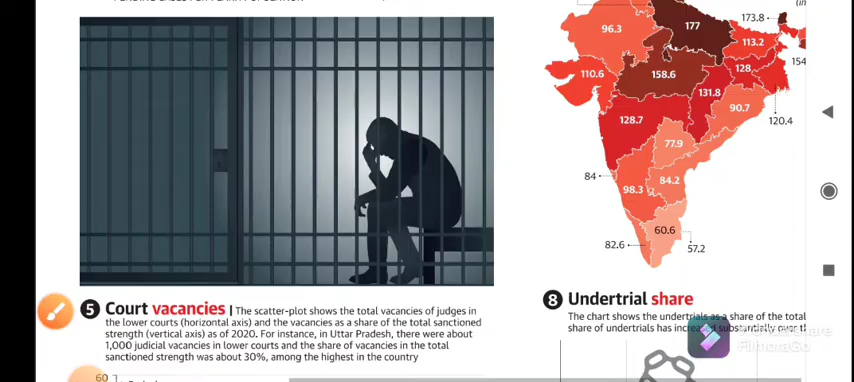 96.3
177
173.8
(in
113.2
154
110.6
158.6
128
131.8
90.7
120.4
128.7
77.9
84
98.3
84.2
60.6
82.6
57.2
5 Court vacancies | The scatter-plot shows the total vacancies of judges in
the lower courts (horizontal axis) and the vacancies as a share of the total sanctioned
strength (vertical axis) as of 2020. For instance, in Uttar Pradesh, there were about
1,000 judicial vacancies in lower courts and the share of vacancies in the total
sanctioned strength was about 30%, among the highest in the country
60
8 Undertrial share
The chart shows the undertrials as a share of the total
share of undertrials has increased substantially over th
FilmoraGo